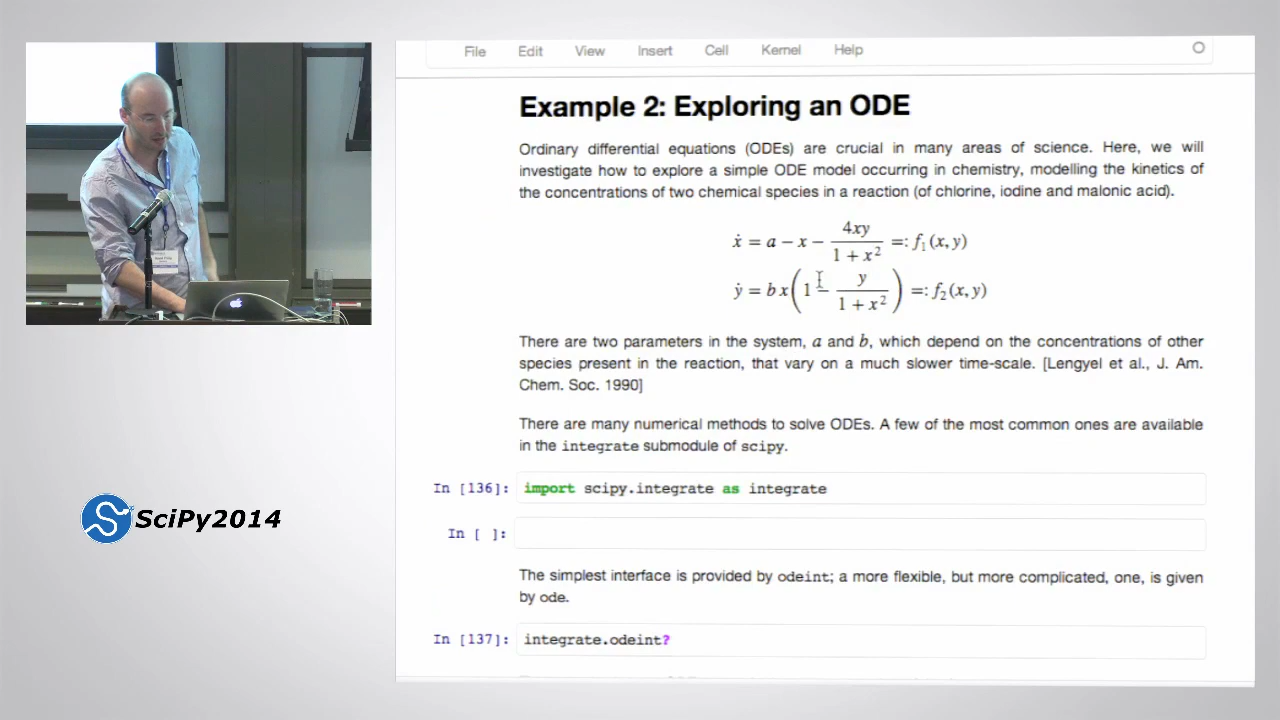 File Edit View Insert Cell Kernel Help
Example 2: Exploring an ODE
Ordinary differential equations (ODEs) are crucial in many areas of science. Here, we will
investigate how to explore a simple ODE model occurring in chemistry, modelling the kinetics of
the concentrations of two chemical species in a reaction (of chlorine, iodine and malonic acid).
ẋ = a − x − 4xy / 1 + x² =: f₁(x, y)
ẏ = b x(1 − y / 1 + x²) =: f₂(x, y)
There are two parameters in the system, a and b, which depend on the concentrations of other
species present in the reaction, that vary on a much slower time-scale. [Lengyel et al., J. Am.
Chem. Soc. 1990]
There are many numerical methods to solve ODEs. A few of the most common ones are available
in the integrate submodule of scipy.
In [136]: import scipy.integrate as integrate
In [ ]:
The simplest interface is provided by odeint; a more flexible, but more complicated, one, is given
by ode.
In [137]: integrate.odeint?
SciPy2014